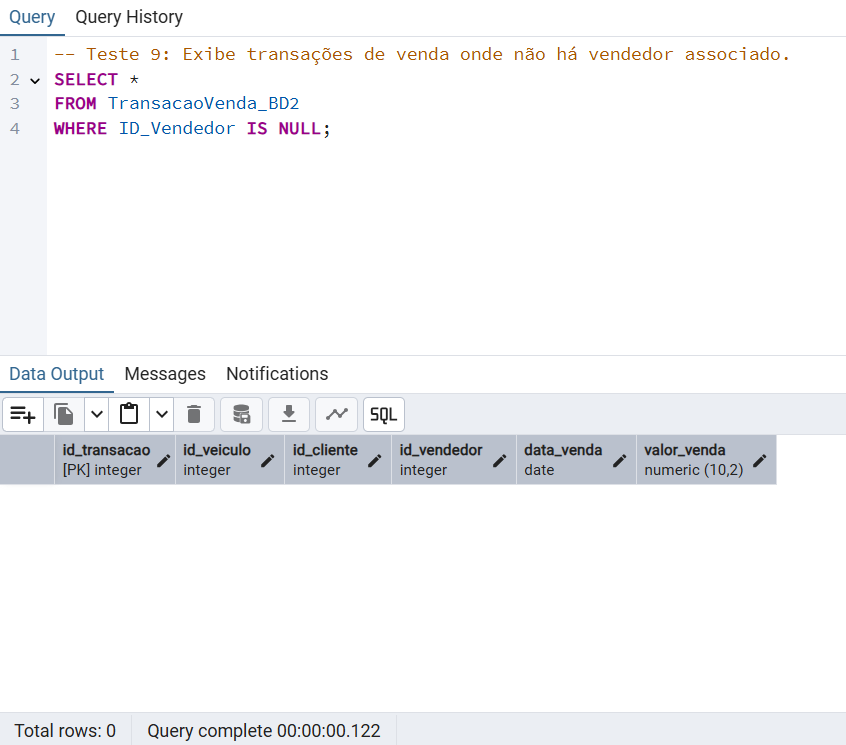 Query Query History
1 -- Teste 9: Exibe transações de venda onde não há vendedor associado.
2 SELECT *
3 FROM TransacaoVenda_BD2
4 WHERE ID_Vendedor IS NULL;
Data Output Messages Notifications
SQL
id_transacao id_veiculo id_cliente id_vendedor data_venda valor_venda
[PK] integer integer integer integer date numeric (10,2)
Total rows: 0 Query complete 00:00:00.122